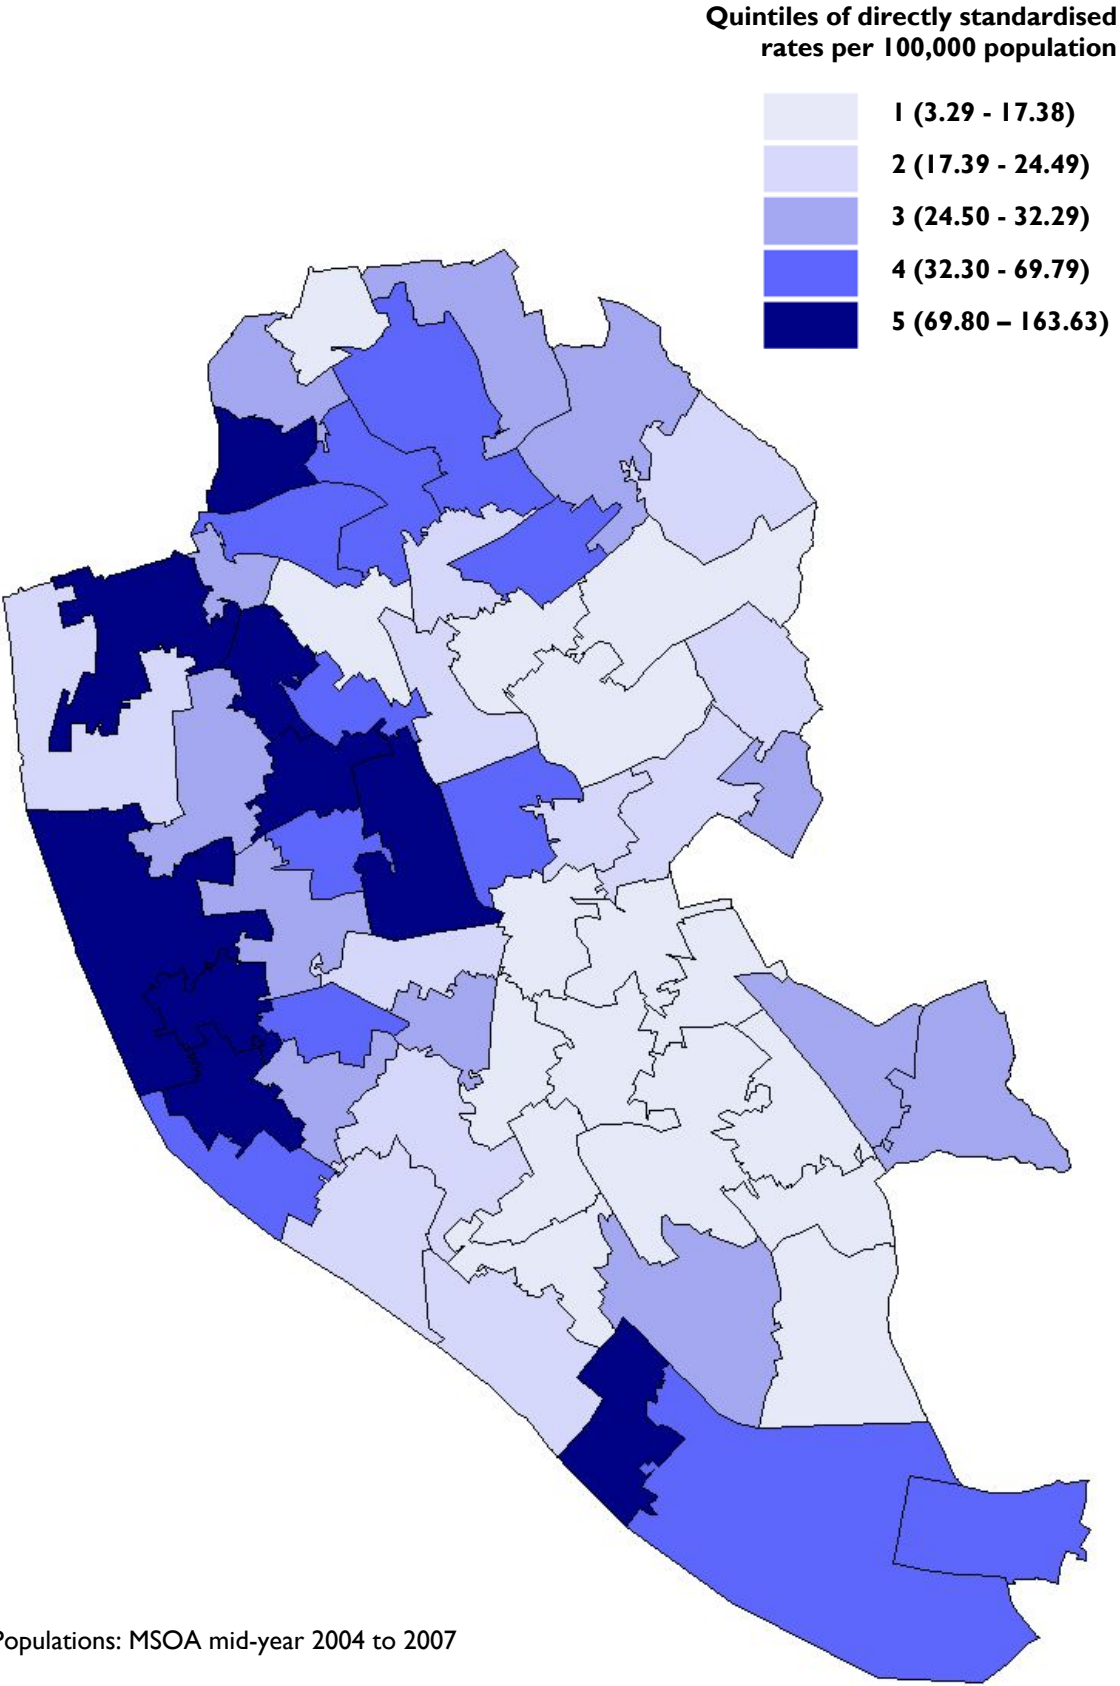 Quintiles of directly standardised
rates per 100,000 population
1 (3.29 - 17.38)
2 (17.39 - 24.49)
3 (24.50 - 32.29)
4 (32.30 - 69.79)
5 (69.80 – 163.63)
Populations: MSOA mid-year 2004 to 2007